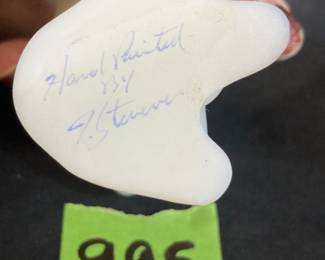 Hand Painted
By
J. Stevens
905